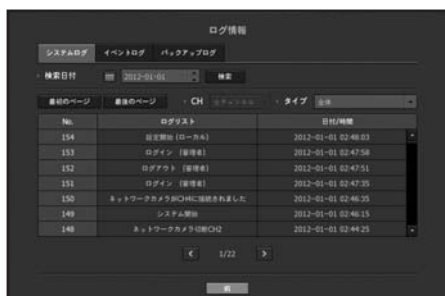 ログ情報
システムログ イベントログ バックアップログ
検索日付 2012-01-01 検索
最初のページ 最後のページ CH 全チャンネル タイプ 全体
No. ログリスト 日付/時間
154 設定開始 (ローカル) 2012-01-01 02:48:03
153 ログイン (管理者) 2012-01-01 02:47:58
152 ログアウト (管理者) 2012-01-01 02:47:51
151 ログイン (管理者) 2012-01-01 02:47:35
150 ネットワークカメラがCH4に接続されました 2012-01-01 02:46:35
149 システム開始 2012-01-01 02:46:15
148 ネットワークカメラ切断CH2 2012-01-01 02:44:25
1/22
前